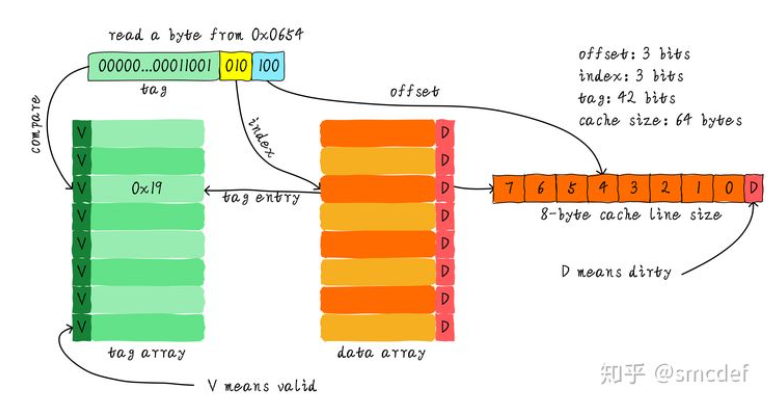 read a byte from 0x0654
00000...00011001 010 100
tag
offset: 3 bits
index: 3 bits
tag: 42 bits
cache size: 64 bytes
compare
index
offset
V
V
V 0x19
V
V
V
V
V
tag entry
D
D
D
D
D
D
D
D
7 6 5 4 3 2 1 0 D
8-byte cache line size
D means dirty
tag array
data array
V means valid
知乎 @smcdef